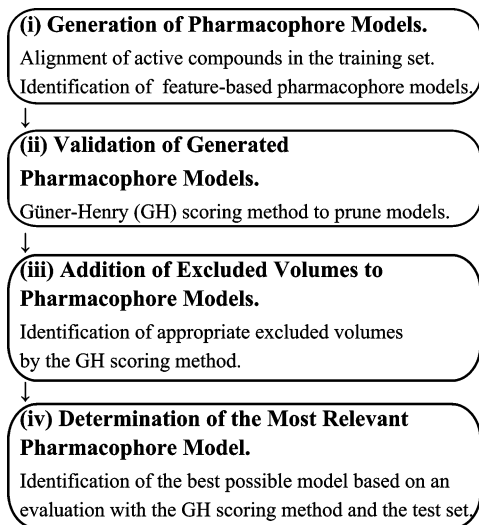 (i) Generation of Pharmacophore Models.
Alignment of active compounds in the training set.
Identification of feature-based pharmacophore models.
↓
(ii) Validation of Generated
Pharmacophore Models.
Güner-Henry (GH) scoring method to prune models.
↓
(iii) Addition of Excluded Volumes to
Pharmacophore Models.
Identification of appropriate excluded volumes
by the GH scoring method.
↓
(iv) Determination of the Most Relevant
Pharmacophore Model.
Identification of the best possible model based on an
evaluation with the GH scoring method and the test set.